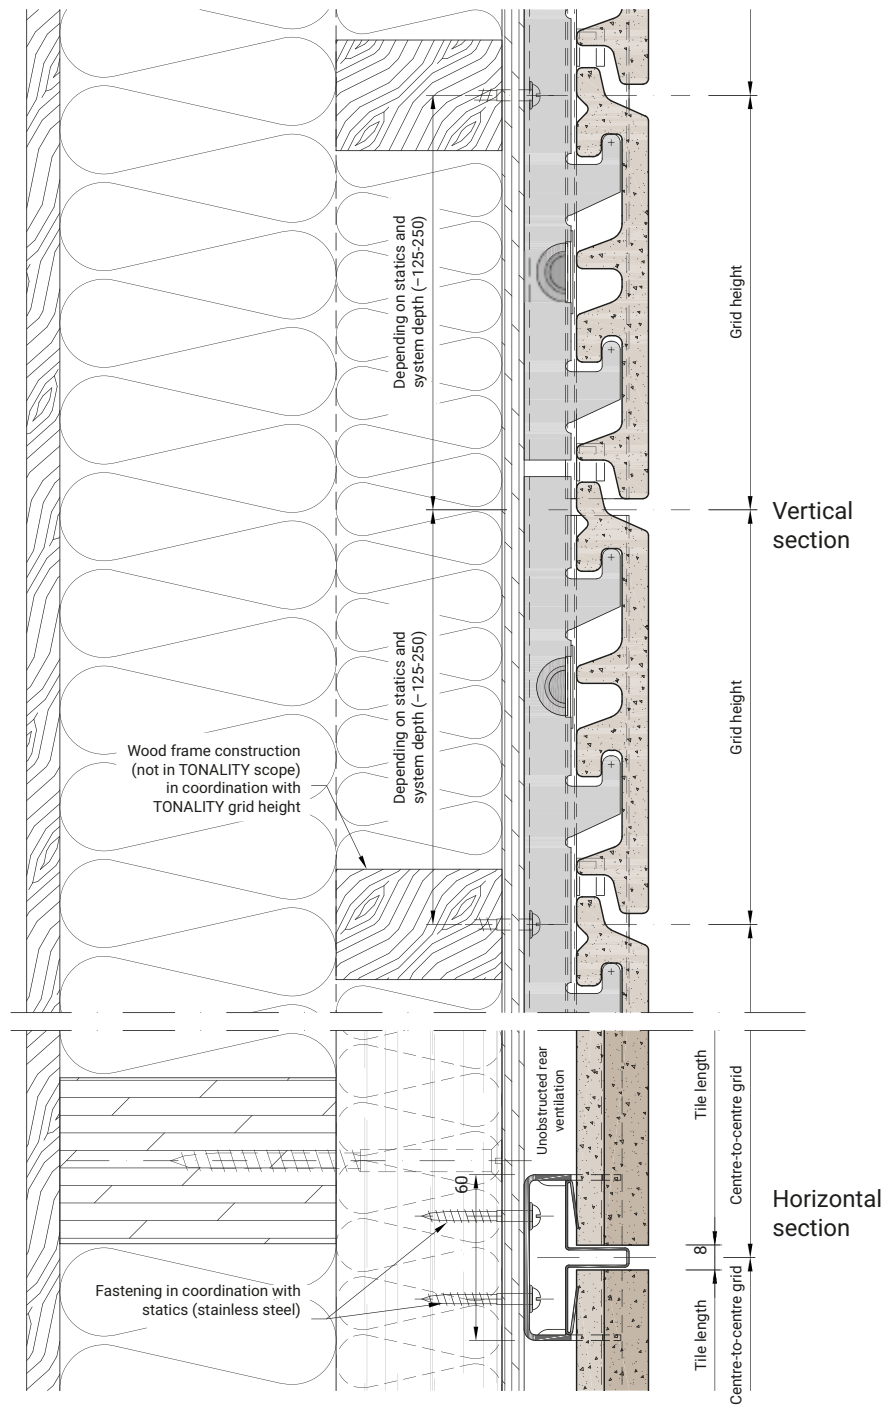 Depending on statics and
system depth (~125-250)
Grid height
Vertical
section
Depending on statics and
system depth (~125-250)
Grid height
Wood frame construction
(not in TONALITY scope)
in coordination with
TONALITY grid height
Unobstructed rear
ventilation
Tile length
Centre-to-centre grid
60
Horizontal
section
8
Fastening in coordination with
statics (stainless steel)
Tile length
Centre-to-centre grid